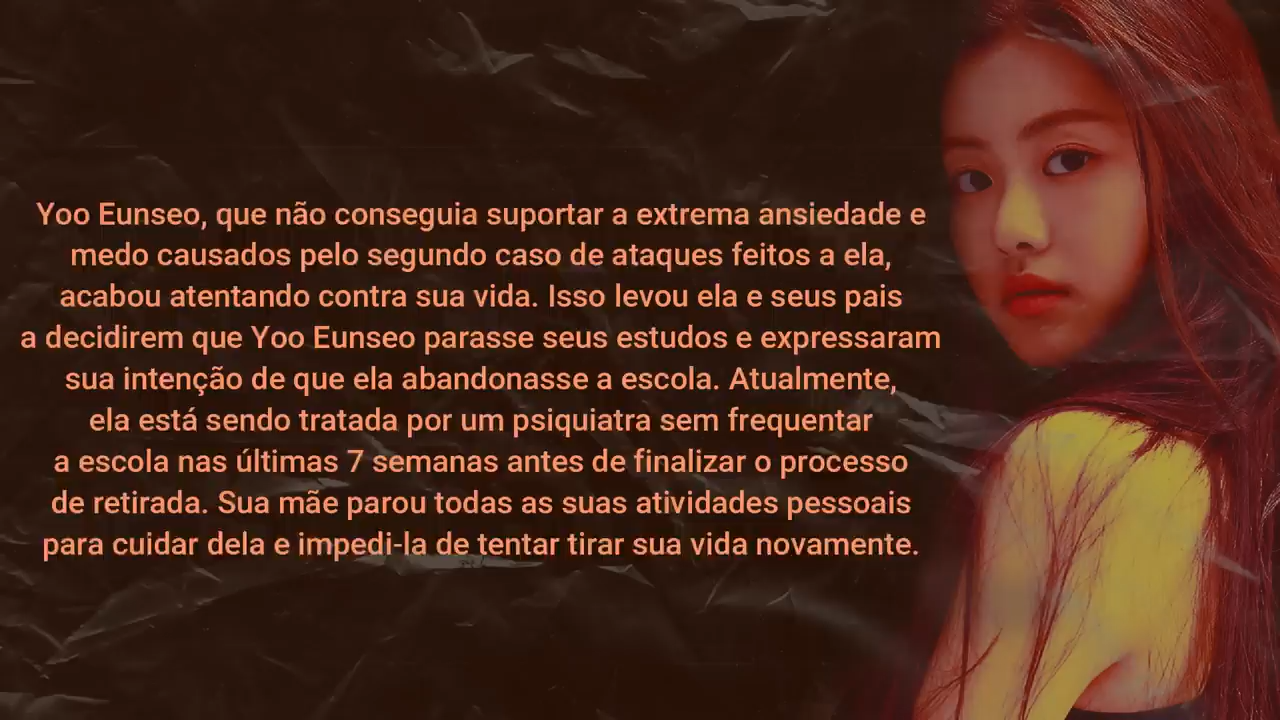 Yoo Eunseo, que não conseguia suportar a extrema ansiedade e
medo causados pelo segundo caso de ataques feitos a ela,
acabou atentando contra sua vida. Isso levou ela e seus pais
a decidirem que Yoo Eunseo parasse seus estudos e expressaram
sua intenção de que ela abandonasse a escola. Atualmente,
ela está sendo tratada por um psiquiatra sem frequentar
a escola nas últimas 7 semanas antes de finalizar o processo
de retirada. Sua mãe parou todas as suas atividades pessoais
para cuidar dela e impedi-la de tentar tirar sua vida novamente.